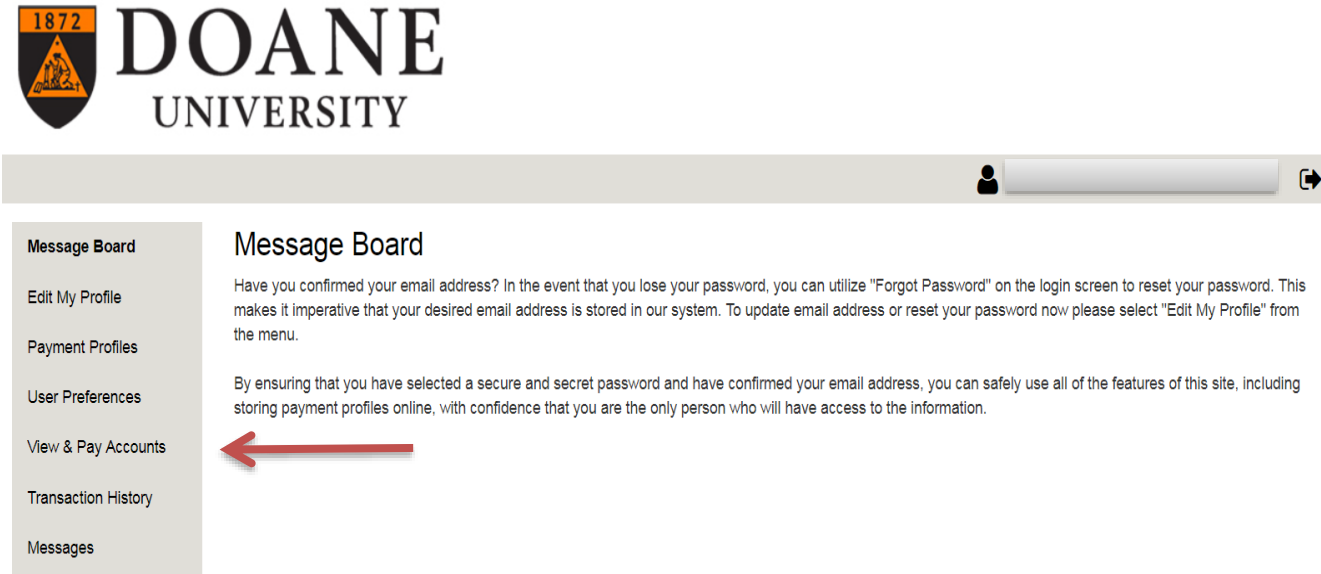 1872
DOANE
UNIVERSITY
Message Board
Edit My Profile
Payment Profiles
User Preferences
View & Pay Accounts
Transaction History
Messages
Message Board
Have you confirmed your email address? In the event that you lose your password, you can utilize "Forgot Password" on the login screen to reset your password. This
makes it imperative that your desired email address is stored in our system. To update email address or reset your password now please select "Edit My Profile" from
the menu.
By ensuring that you have selected a secure and secret password and have confirmed your email address, you can safely use all of the features of this site, including
storing payment profiles online, with confidence that you are the only person who will have access to the information.